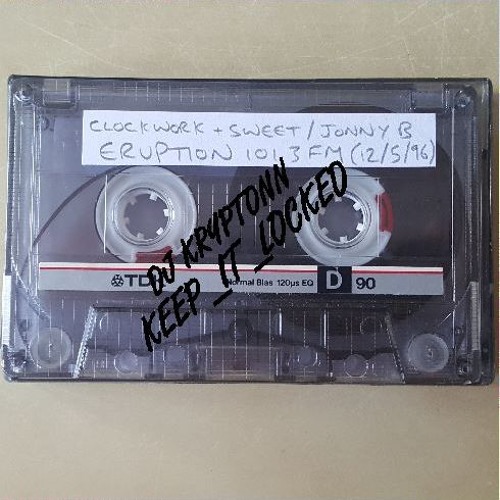 CLOCKWORK + SWEET / JONNY B
ERUPTION 101.3 FM (12/5/96)
DJ KRYPTONN
KEEP_IT_LOCKED
TDK
Normal Bias 120µs EQ
D 90